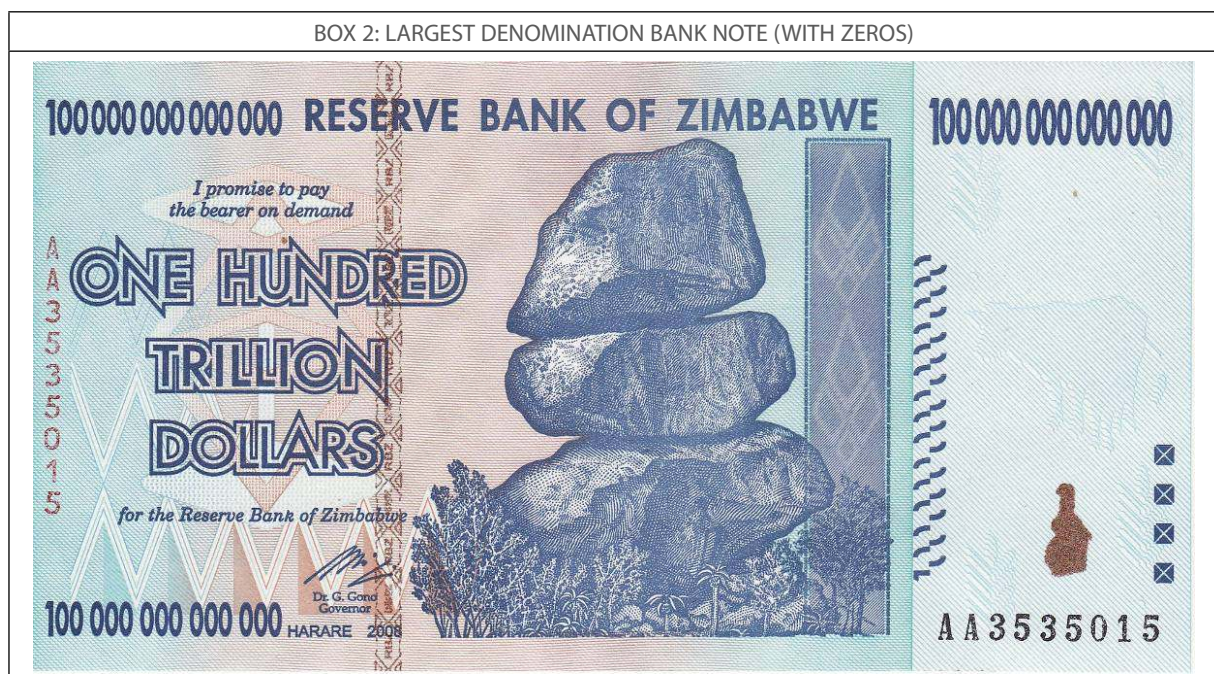 BOX 2: LARGEST DENOMINATION BANK NOTE (WITH ZEROS)
100 000 000 000 000 RESERVE BANK OF ZIMBABWE 100 000 000 000 000
I promise to pay
the bearer on demand
ONE HUNDRED
TRILLION
DOLLARS
AA3535015
for the Reserve Bank of Zimbabwe
Dr. G. Gono
Governor
100 000 000 000 000 HARARE 2008
AA3535015
RBZ